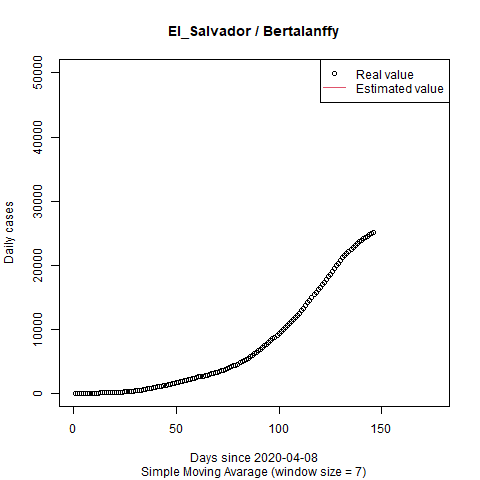 El_Salvador / Bertalanffy
Real value
Estimated value
Daily cases
50000
40000
30000
20000
10000
0
0 50 100 150
Days since 2020-04-08
Simple Moving Avarage (window size = 7)